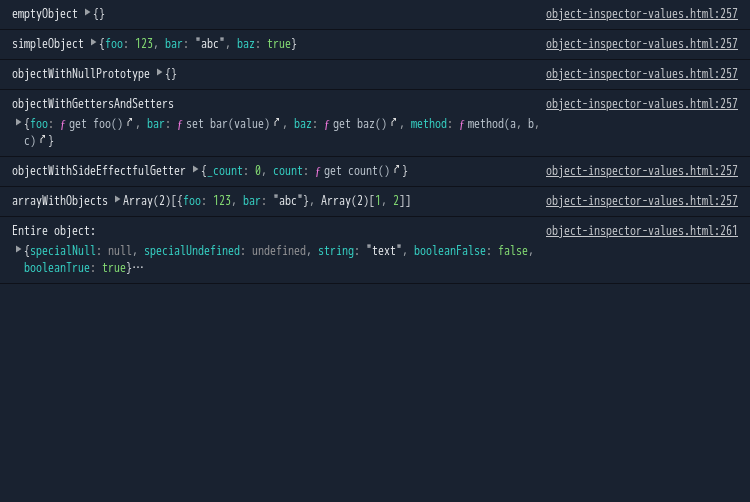 emptyObject ▶{} object-inspector-values.html:257
simpleObject ▶{foo: 123, bar: "abc", baz: true} object-inspector-values.html:257
objectWithNullPrototype ▶{} object-inspector-values.html:257
objectWithGettersAndSetters object-inspector-values.html:257
▶{foo: ƒ get foo(), bar: ƒ set bar(value), baz: ƒ get baz(), method: ƒ method(a, b,
c)}
objectWithSideEffectfulGetter ▶{_count: 0, count: ƒ get count()} object-inspector-values.html:257
arrayWithObjects ▶Array(2)[{foo: 123, bar: "abc"}, Array(2)[1, 2]] object-inspector-values.html:257
Entire object: object-inspector-values.html:261
▶{specialNull: null, specialUndefined: undefined, string: "text", booleanFalse: false,
booleanTrue: true}…